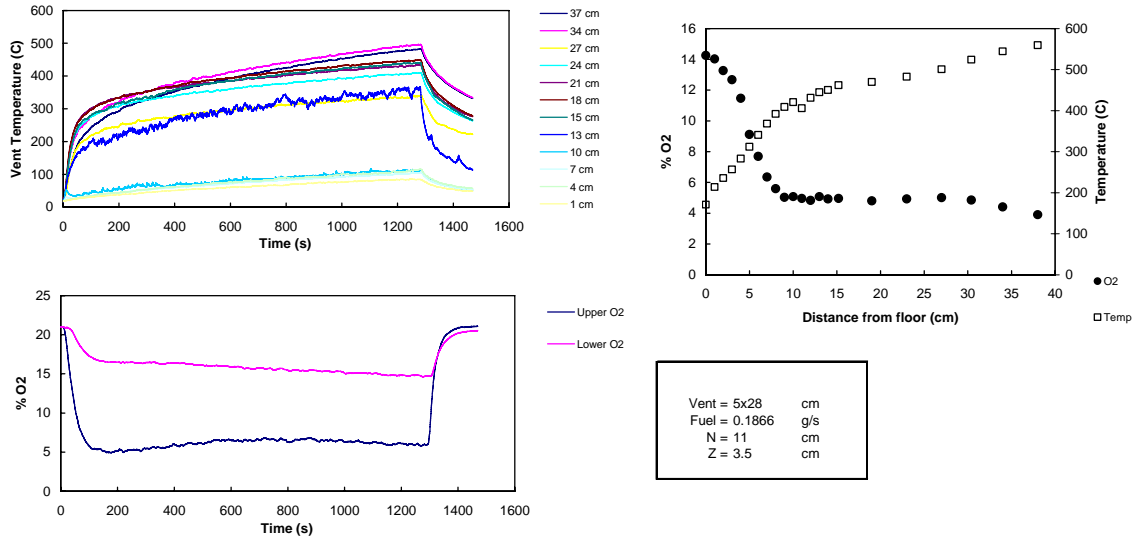 Vent Temperature (C)
600
500
400
300
200
100
0
0 200 400 600 800 1000 1200 1400 1600
Time (s)
37 cm
34 cm
27 cm
24 cm
21 cm
18 cm
15 cm
13 cm
10 cm
7 cm
4 cm
1 cm
% O2
16
14
12
10
8
6
4
2
0
0 5 10 15 20 25 30 35 40
Distance from floor (cm)
600
500
400
300
200
100
0
Temperature (C)
O2
Temp
% O2
25
20
15
10
5
0
0 200 400 600 800 1000 1200 1400 1600
Time (s)
Upper O2
Lower O2
Vent = 5x28 cm
Fuel = 0.1866 g/s
N = 11 cm
Z = 3.5 cm